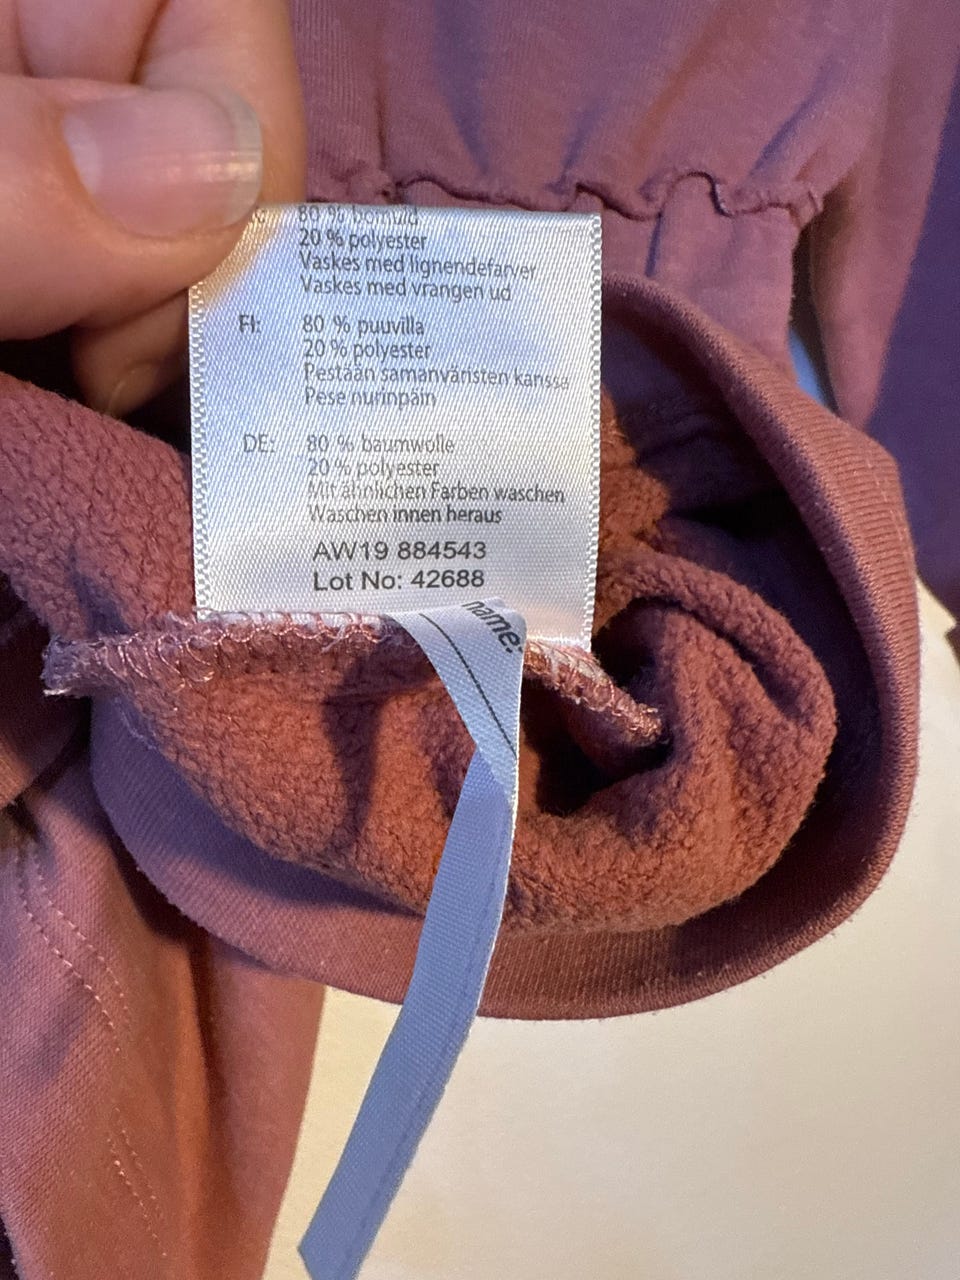 80 % bomuld
20 % polyester
Vaskes med lignendefarver
Vaskes med vrangen ud
FI: 80 % puuvilla
20 % polyester
Pestään samanväristen kanssa
Pese nurinpäin
DE: 80 % baumwolle
20 % polyester
Mit ähnlichen Farben waschen
Waschen innen heraus
AW19 884543
Lot No: 42688
name: